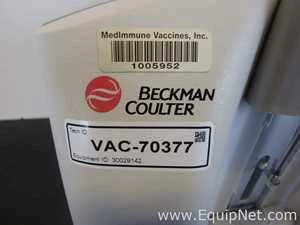 MedImmune Vaccines, Inc.
1005952
BECKMAN
COULTER
Tech ID
VAC-70377
Equipment ID: 30029142
www.EquipNet.com